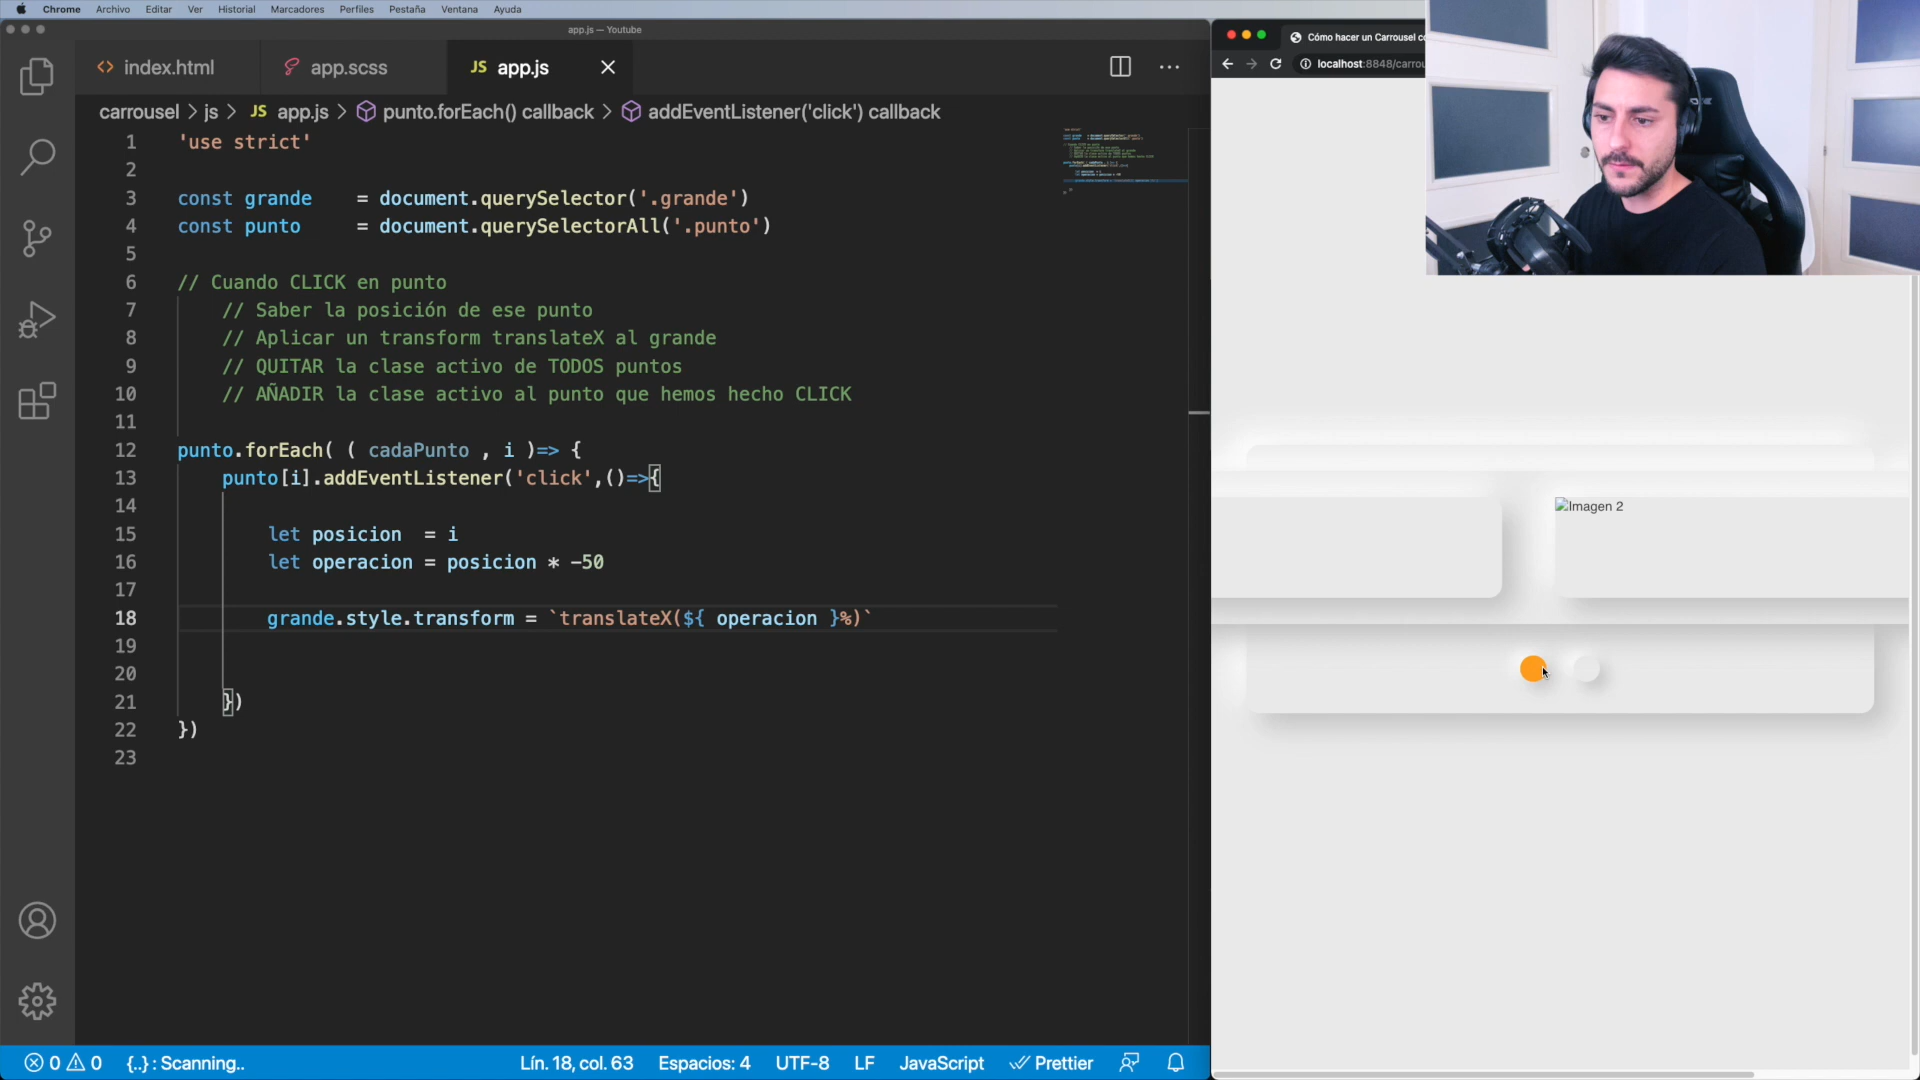 Chrome Archivo Editar Ver Historial Marcadores Perfiles Pestaña Ventana Ayuda
app.js — Youtube
index.html app.scss JS app.js
carrousel > js > JS app.js > punto.forEach() callback > addEventListener('click') callback
1 'use strict'
2
3 const grande = document.querySelector('.grande')
4 const punto = document.querySelectorAll('.punto')
5
6 // Cuando CLICK en punto
7 // Saber la posición de ese punto
8 // Aplicar un transform translateX al grande
9 // QUITAR la clase activo de TODOS puntos
10 // AÑADIR la clase activo al punto que hemos hecho CLICK
11
12 punto.forEach( ( cadaPunto , i )=> {
13 punto[i].addEventListener('click',()=>{
14
15 let posicion = i
16 let operacion = posicion * -50
17
18 grande.style.transform = `translateX(${ operacion }%)`
19
20
21 })
22 })
23
0 0 {..} : Scanning.. Lín. 18, col. 63 Espacios: 4 UTF-8 LF JavaScript Prettier
Cómo hacer un Carrousel
localhost:8848/carrou
Imagen 2